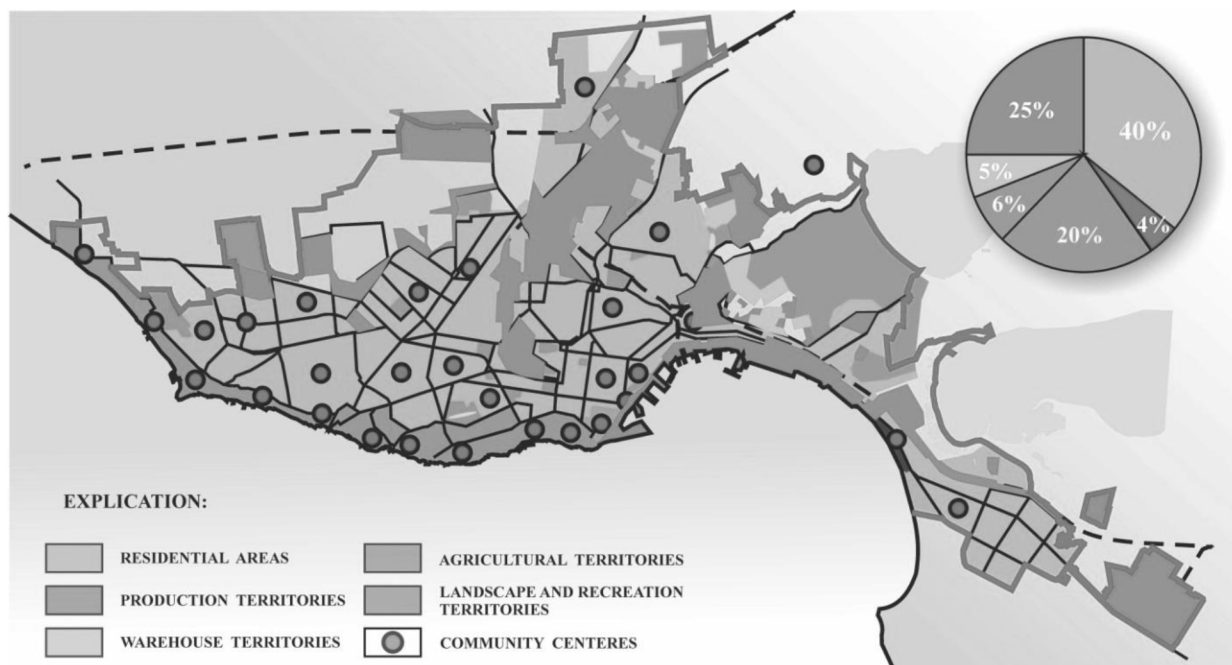 25%
40%
5%
6%
20%
4%
EXPLICATION:
RESIDENTIAL AREAS
PRODUCTION TERRITORIES
WAREHOUSE TERRITORIES
AGRICULTURAL TERRITORIES
LANDSCAPE AND RECREATION
TERRITORIES
COMMUNITY CENTERES